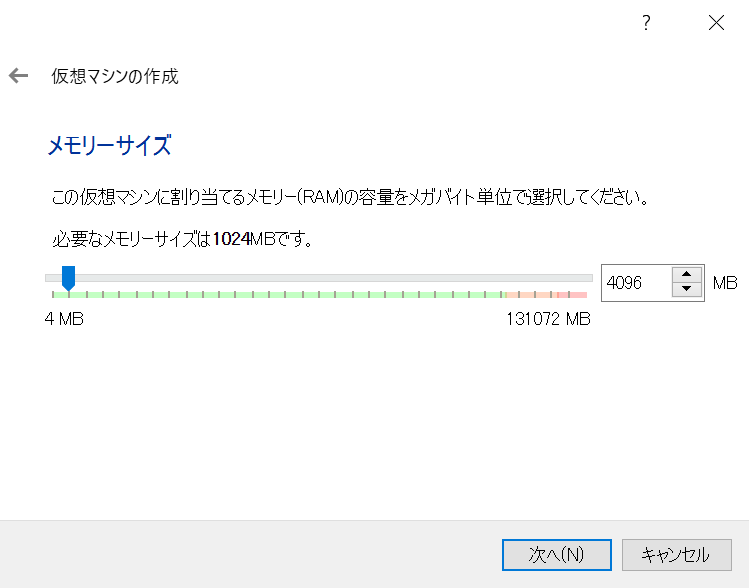 ?
仮想マシンの作成
メモリーサイズ
この仮想マシンに割り当てるメモリー(RAM)の容量をメガバイト単位で選択してください。
必要なメモリーサイズは1024MBです。
4096 MB
4 MB 131072 MB
次へ(N) キャンセル